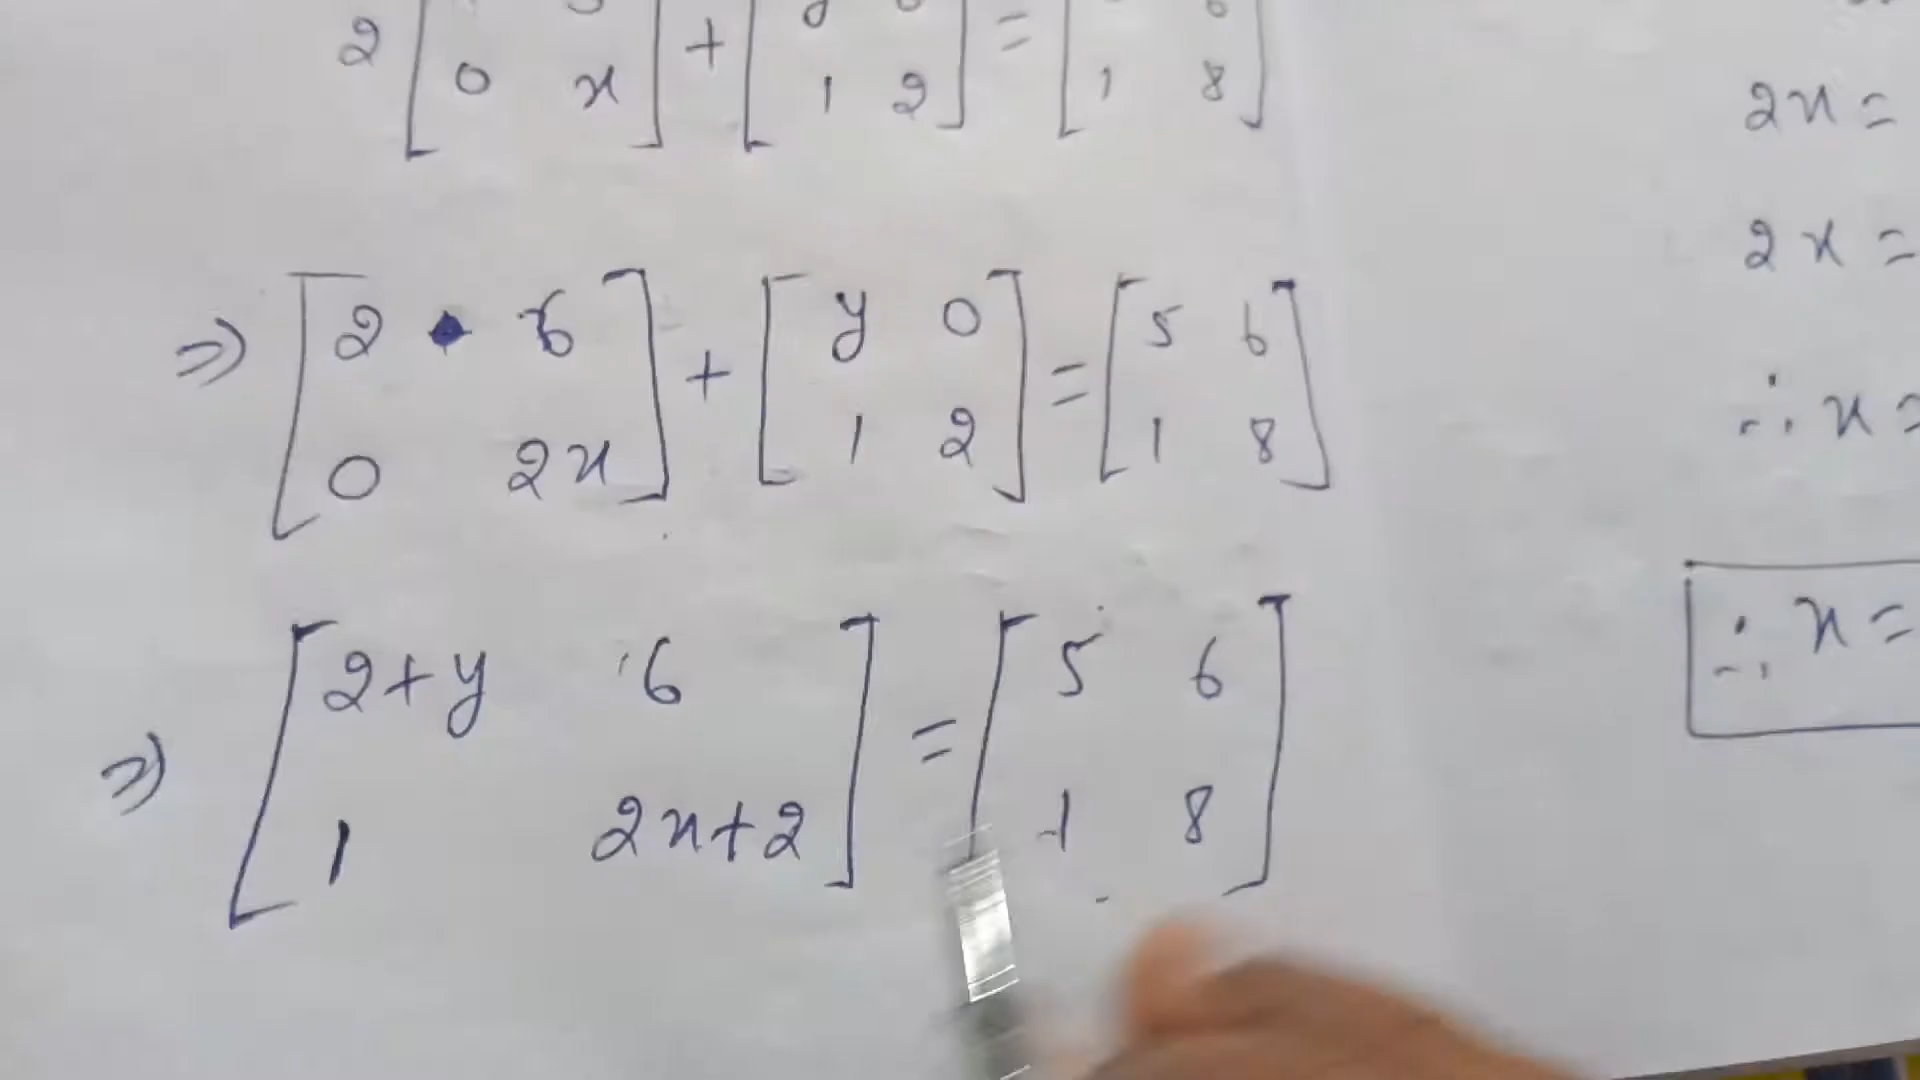 2 [0 x] + [1 2] = [1 8]
⇒ [2 6] + [y 0] = [5 6]
[0 2x] [1 2] [1 8]
⇒ [2+y 6] = [5 6]
[1 2x+2] [1 8]
2x =
2x =
∴ x =
∴ x =